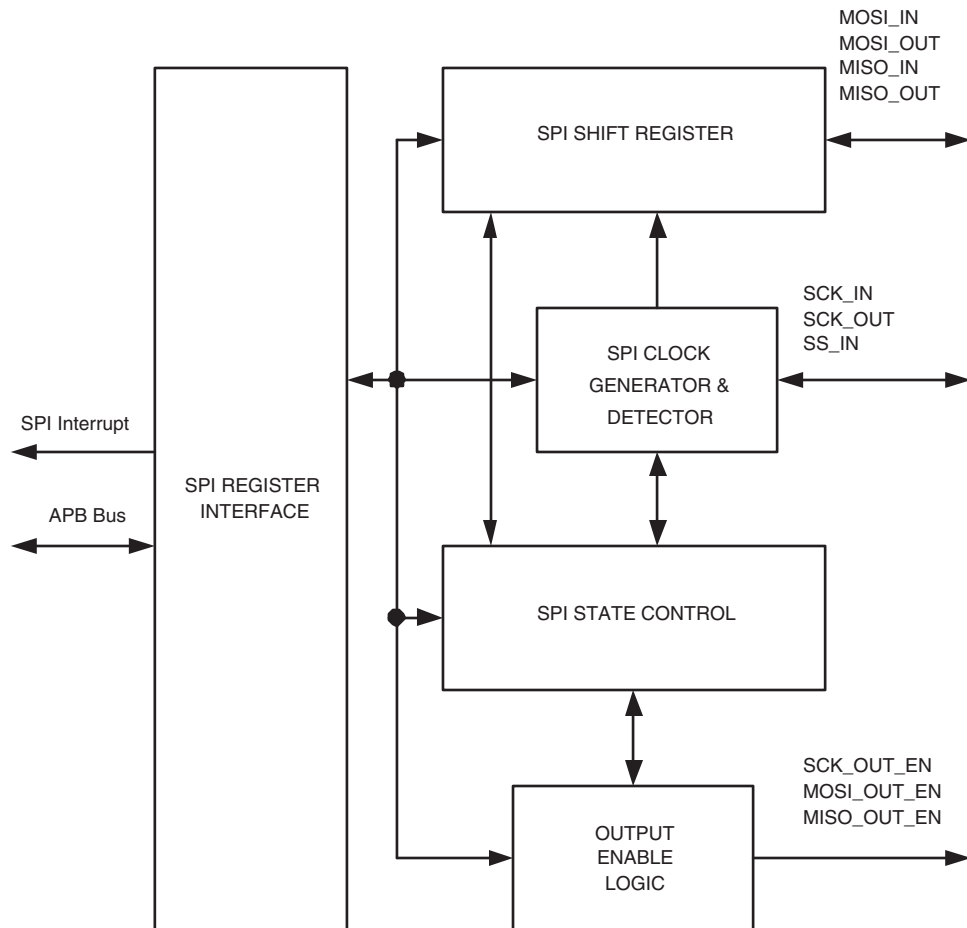 MOSI_IN
MOSI_OUT
MISO_IN
MISO_OUT
SPI SHIFT REGISTER
SCK_IN
SCK_OUT
SS_IN
SPI CLOCK
GENERATOR &
DETECTOR
SPI Interrupt
APB Bus
SPI REGISTER
INTERFACE
SPI STATE CONTROL
SCK_OUT_EN
MOSI_OUT_EN
MISO_OUT_EN
OUTPUT
ENABLE
LOGIC